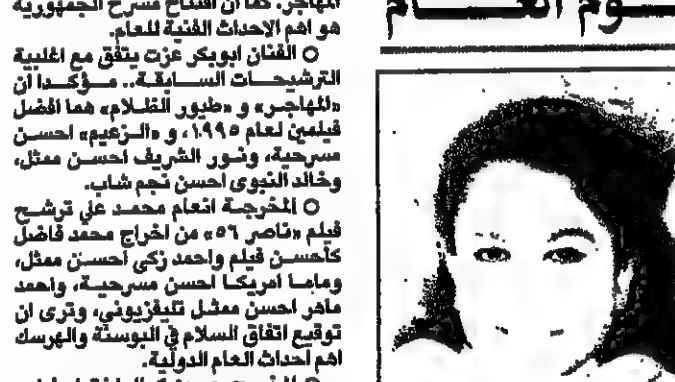 المهاجر. كما ان افتتاح مسرح الجمهورية
هو اهم الاحداث الفنية للعام.
○ الفنان ابوبكر عزت يتفق مع اغلبية
الترشيحات السابقة.. مؤكدا ان
«المهاجر» و «طيور الظلام» هما افضل
فيلمين لعام ١٩٩٥، و «الزعيم» احسن
مسرحية، ونور الشريف احسن ممثل،
وخالد النبوى احسن نجم شاب.
○ المخرجة انعام محمد علي ترشح
فيلم «ناصر ٥٦» من اخراج محمد فاضل
كأحسن فيلم واحمد زكي احسن ممثل،
وماما امريكا احسن مسرحية، واحمد
ماهر احسن ممثل تليفزيوني، وترى ان
توقيع اتفاق السلام في البوسنة والهرسك
اهم احداث العام الدولية.
وم العام